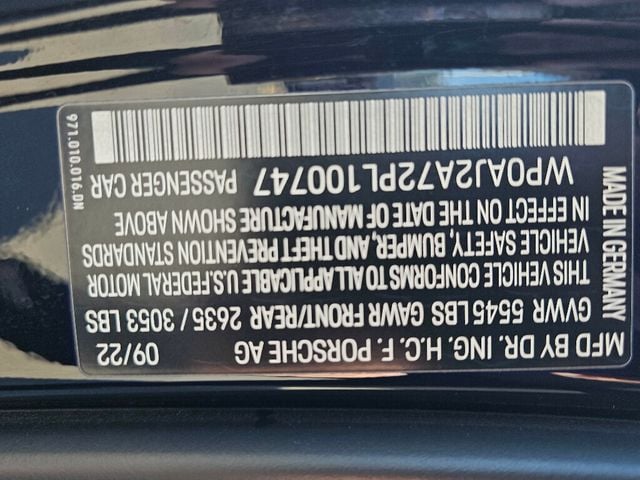 MFD BY DR. ING. H.C. F. PORSCHE AG 09/22
GVWR 5545 LBS GAWR FRONT/REAR 2635 / 3053 LBS
THIS VEHICLE CONFORMS TO ALL APPLICABLE U.S. FEDERAL MOTOR
VEHICLE SAFETY, BUMPER, AND THEFT PREVENTION STANDARDS
IN EFFECT ON THE DATE OF MANUFACTURE SHOWN ABOVE
WP0AJ2A72PL100747 PASSENGER CAR
MADE IN GERMANY
971.010.016.DN